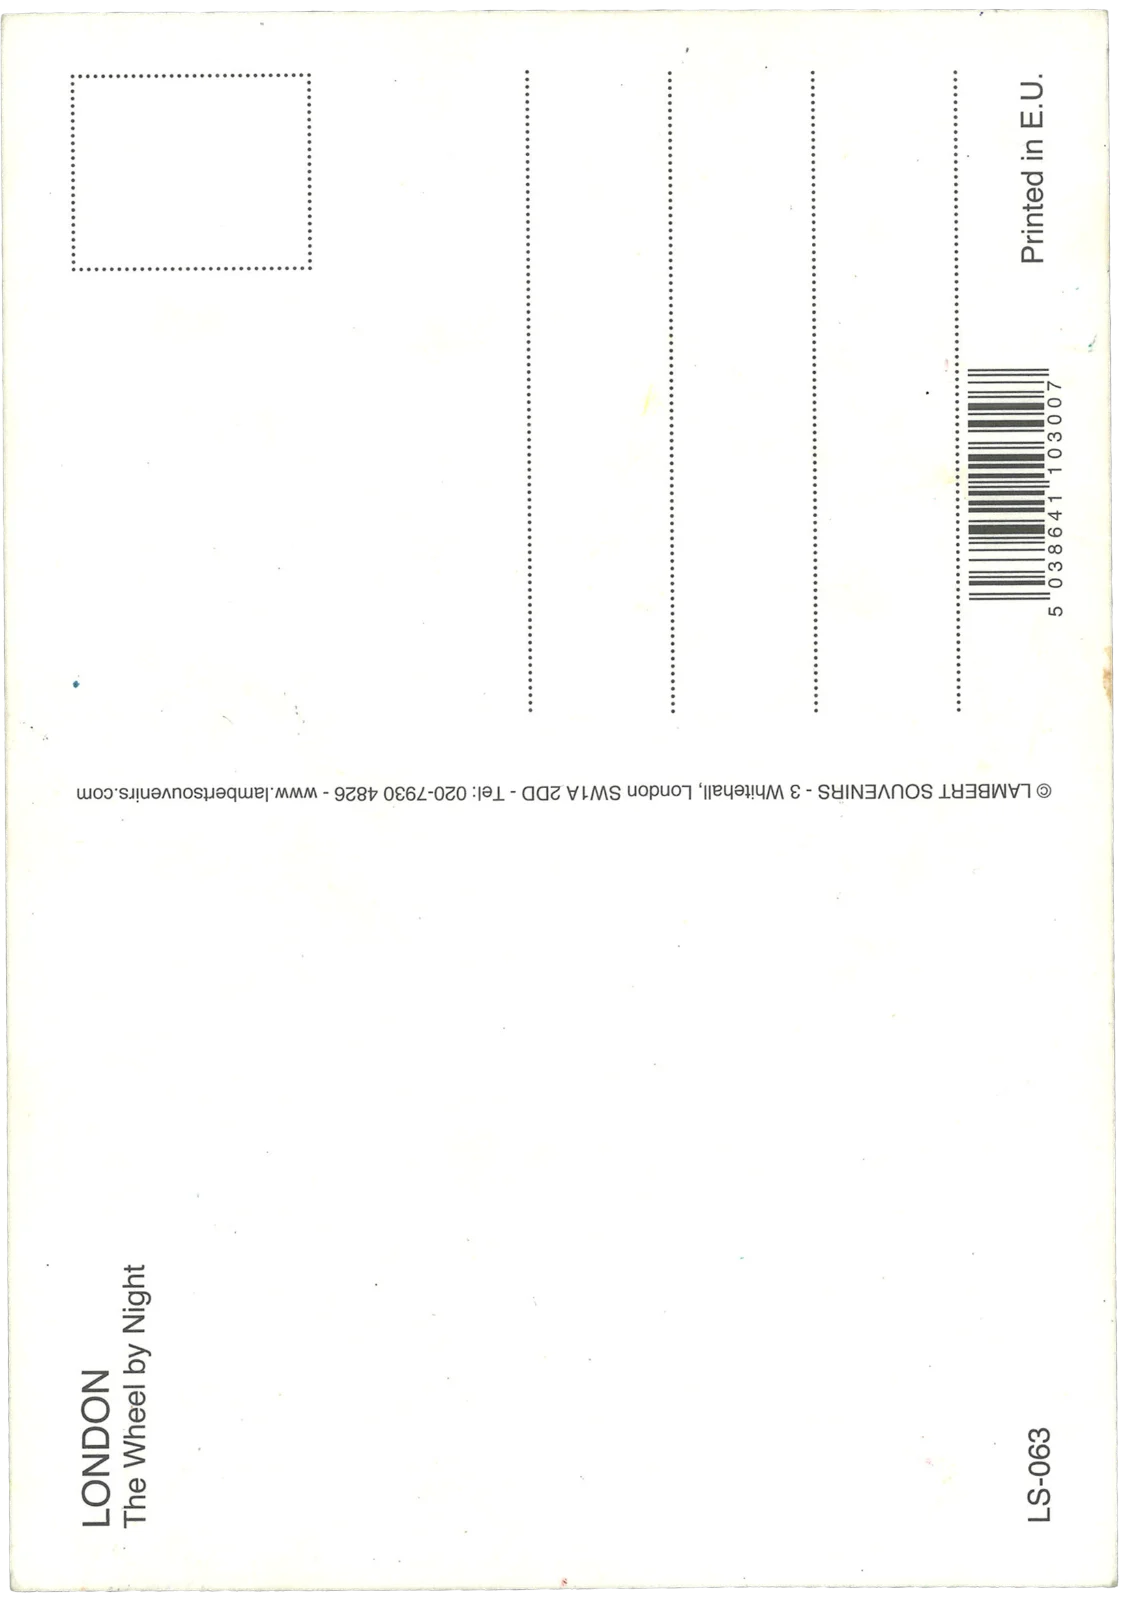 LONDON
The Wheel by Night
LS-063
© LAMBERT SOUVENIRS - 3 Whitehall, London SW1A 2DD - Tel: 020-7930 4826 - www.lambertsouvenirs.com
5 038641 103007
Printed in E.U.